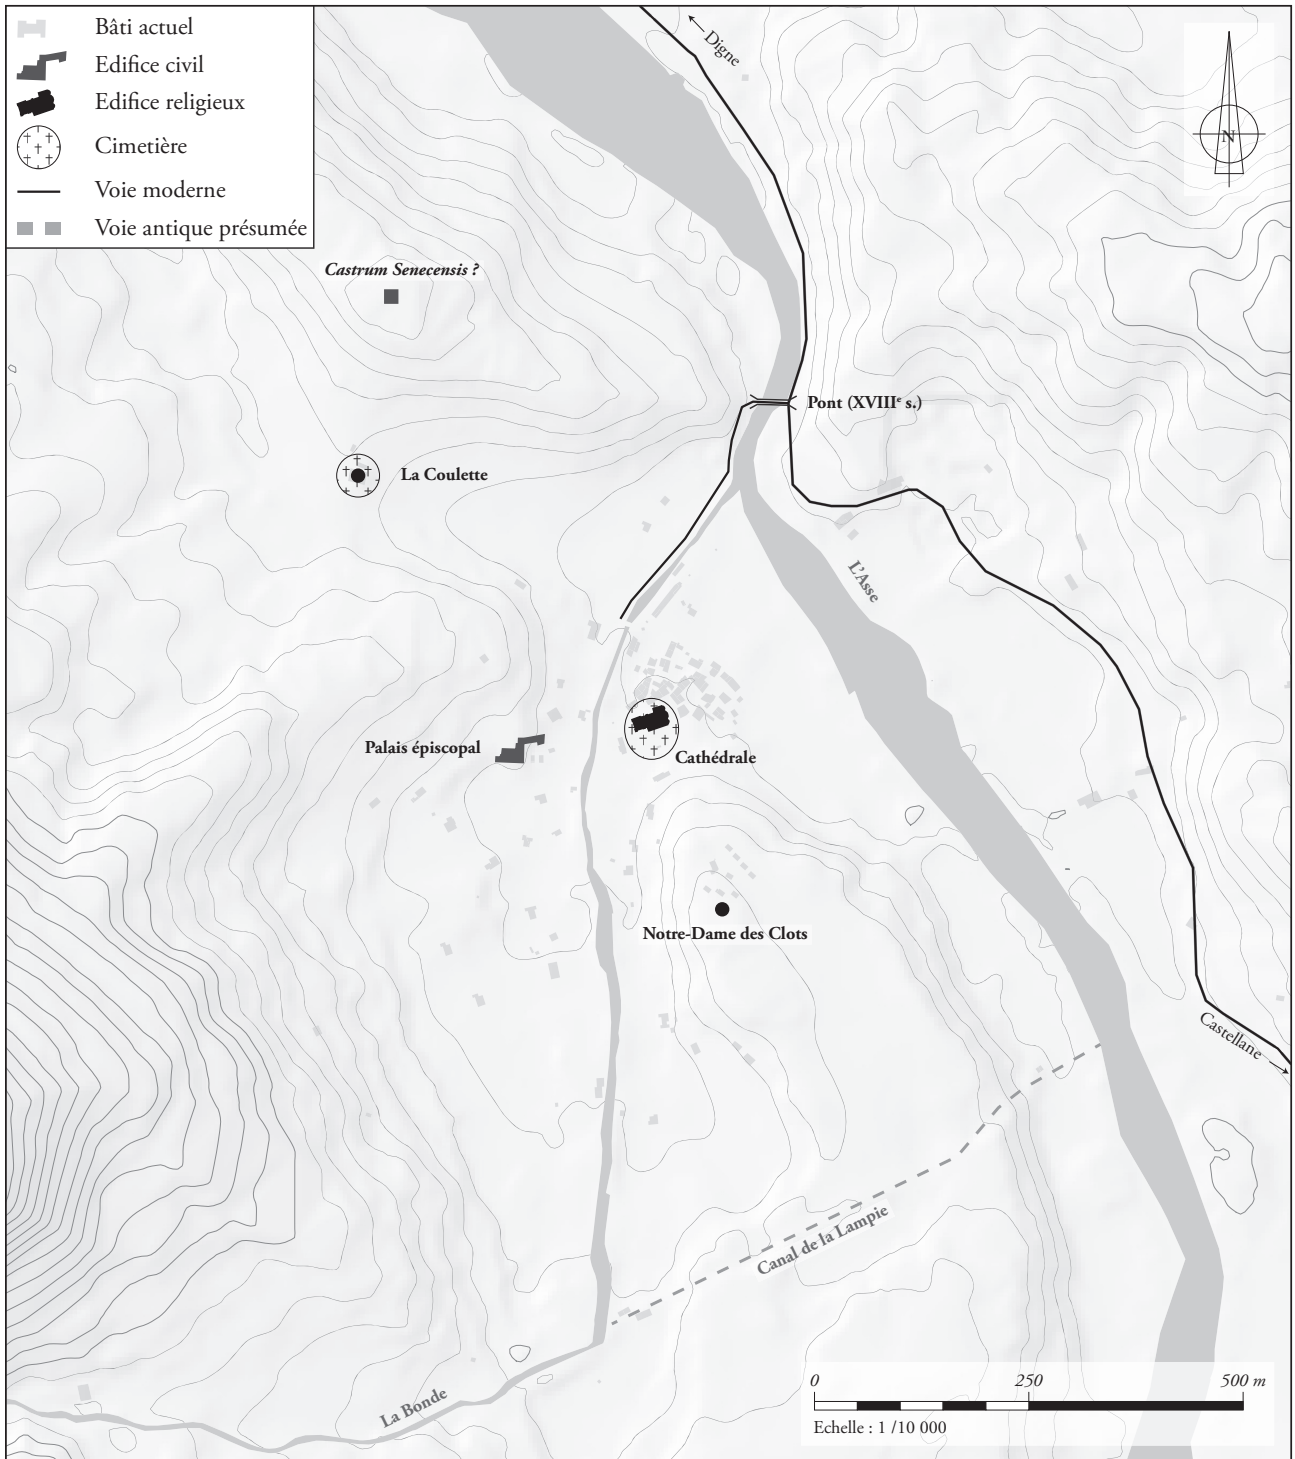 Bâti actuel
Edifice civil
Edifice religieux
Cimetière
Voie moderne
Voie antique présumée
Digne
N
Castrum Senecensis ?
Pont (XVIIIe s.)
La Coulette
L'Asse
Palais épiscopal
Cathédrale
Notre-Dame des Clots
Castellane
Canal de la Lampie
La Bonde
0 250 500 m
Echelle : 1 /10 000